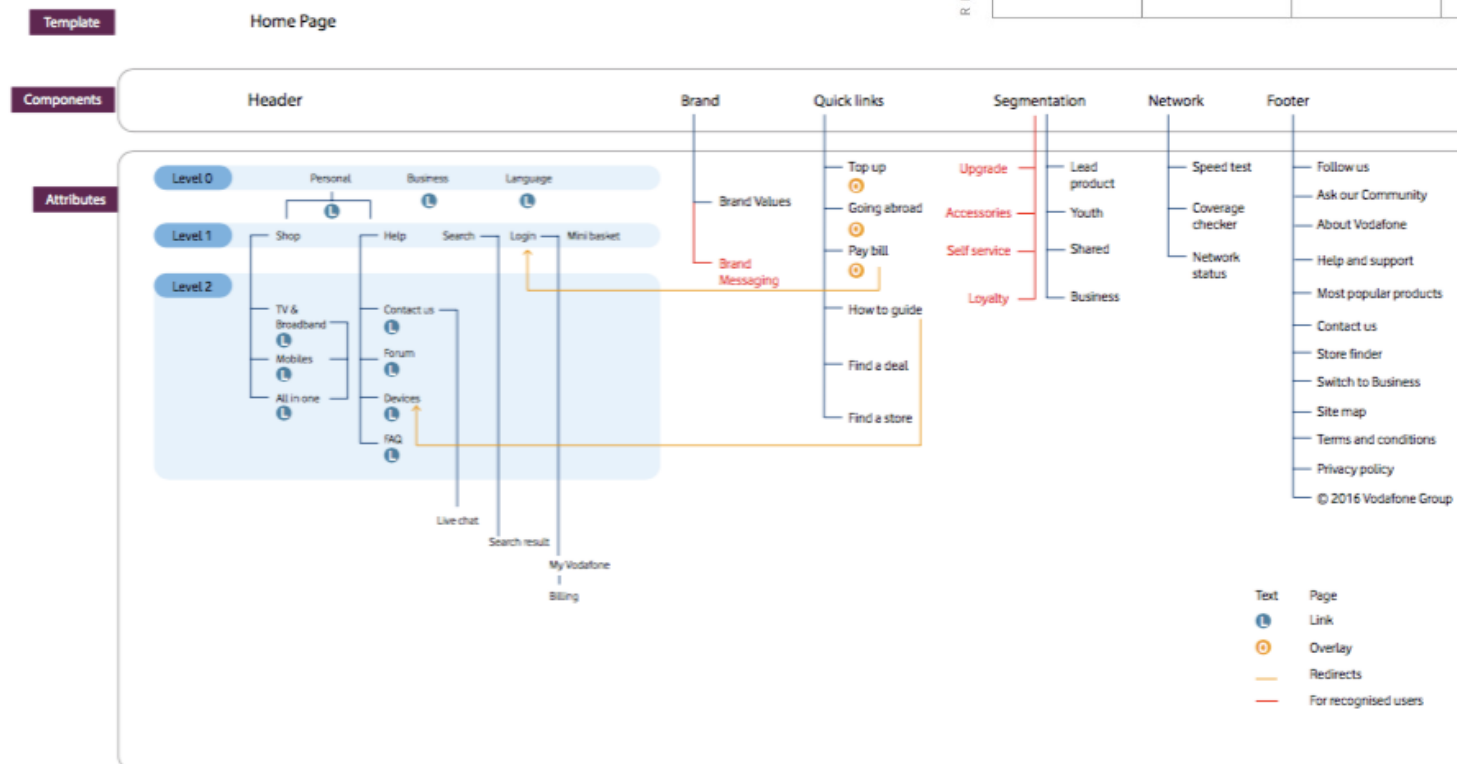 R
Template
Home Page
Components
Header
Brand
Quick links
Segmentation
Network
Footer
Attributes
Level 0
Personal
Business
Language
L
L
L
Level 1
Shop
Help
Search
Login
Mini basket
Level 2
TV &
Broadband
L
Mobiles
L
All in one
L
Contact us
L
Forum
L
Devices
L
FAQ
L
Live chat
Search result
My Vodafone
Billing
Brand Values
Brand
Messaging
Top up
O
Going abroad
O
Pay bill
O
How to guide
Find a deal
Find a store
Upgrade
Accessories
Self service
Loyalty
Lead
product
Youth
Shared
Business
Speed test
Coverage
checker
Network
status
Follow us
Ask our Community
About Vodafone
Help and support
Most popular products
Contact us
Store finder
Switch to Business
Site map
Terms and conditions
Privacy policy
© 2016 Vodafone Group
Text Page
L Link
O Overlay
Redirects
For recognised users